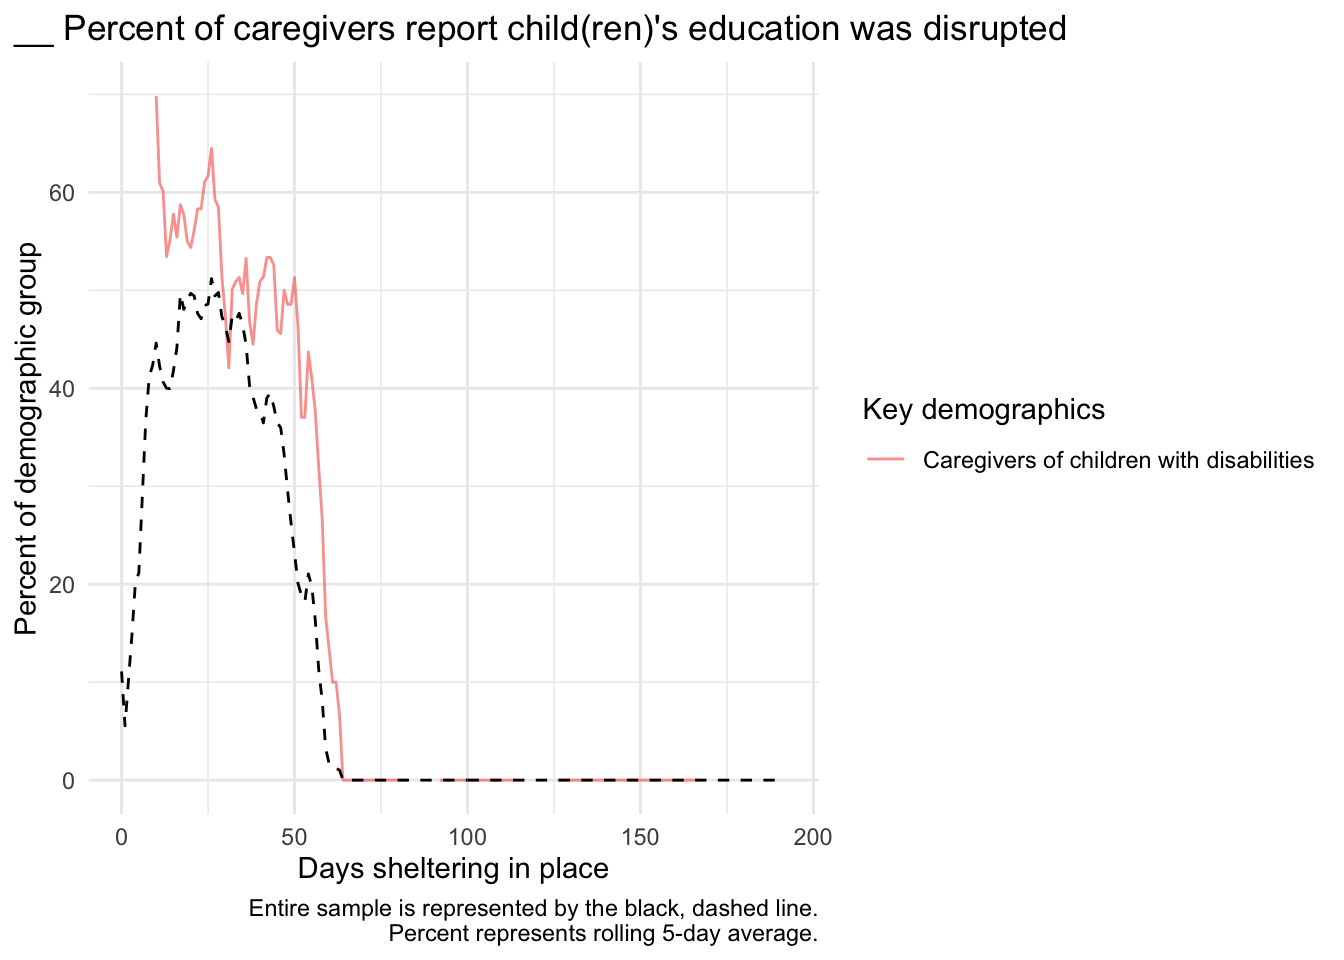 __ Percent of caregivers report child(ren)'s education was disrupted
Percent of demographic group
60
40
20
0
0 50 100 150 200
Days sheltering in place
Key demographics
Caregivers of children with disabilities
Entire sample is represented by the black, dashed line.
Percent represents rolling 5-day average.